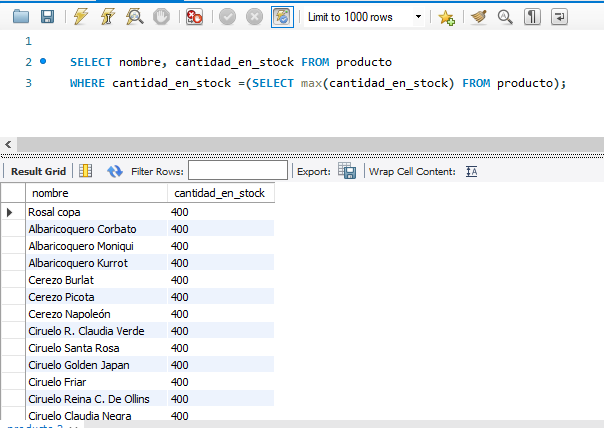 Limit to 1000 rows
1
2 SELECT nombre, cantidad_en_stock FROM producto
3 WHERE cantidad_en_stock =(SELECT max(cantidad_en_stock) FROM producto);
Result Grid Filter Rows: Export: Wrap Cell Content: IA
nombre cantidad_en_stock
Rosal copa 400
Albaricoquero Corbato 400
Albaricoquero Moniqui 400
Albaricoquero Kurrot 400
Cerezo Burlat 400
Cerezo Picota 400
Cerezo Napoleón 400
Ciruelo R. Claudia Verde 400
Ciruelo Santa Rosa 400
Ciruelo Golden Japan 400
Ciruelo Friar 400
Ciruelo Reina C. De Ollins 400
Ciruelo Claudia Negra 400